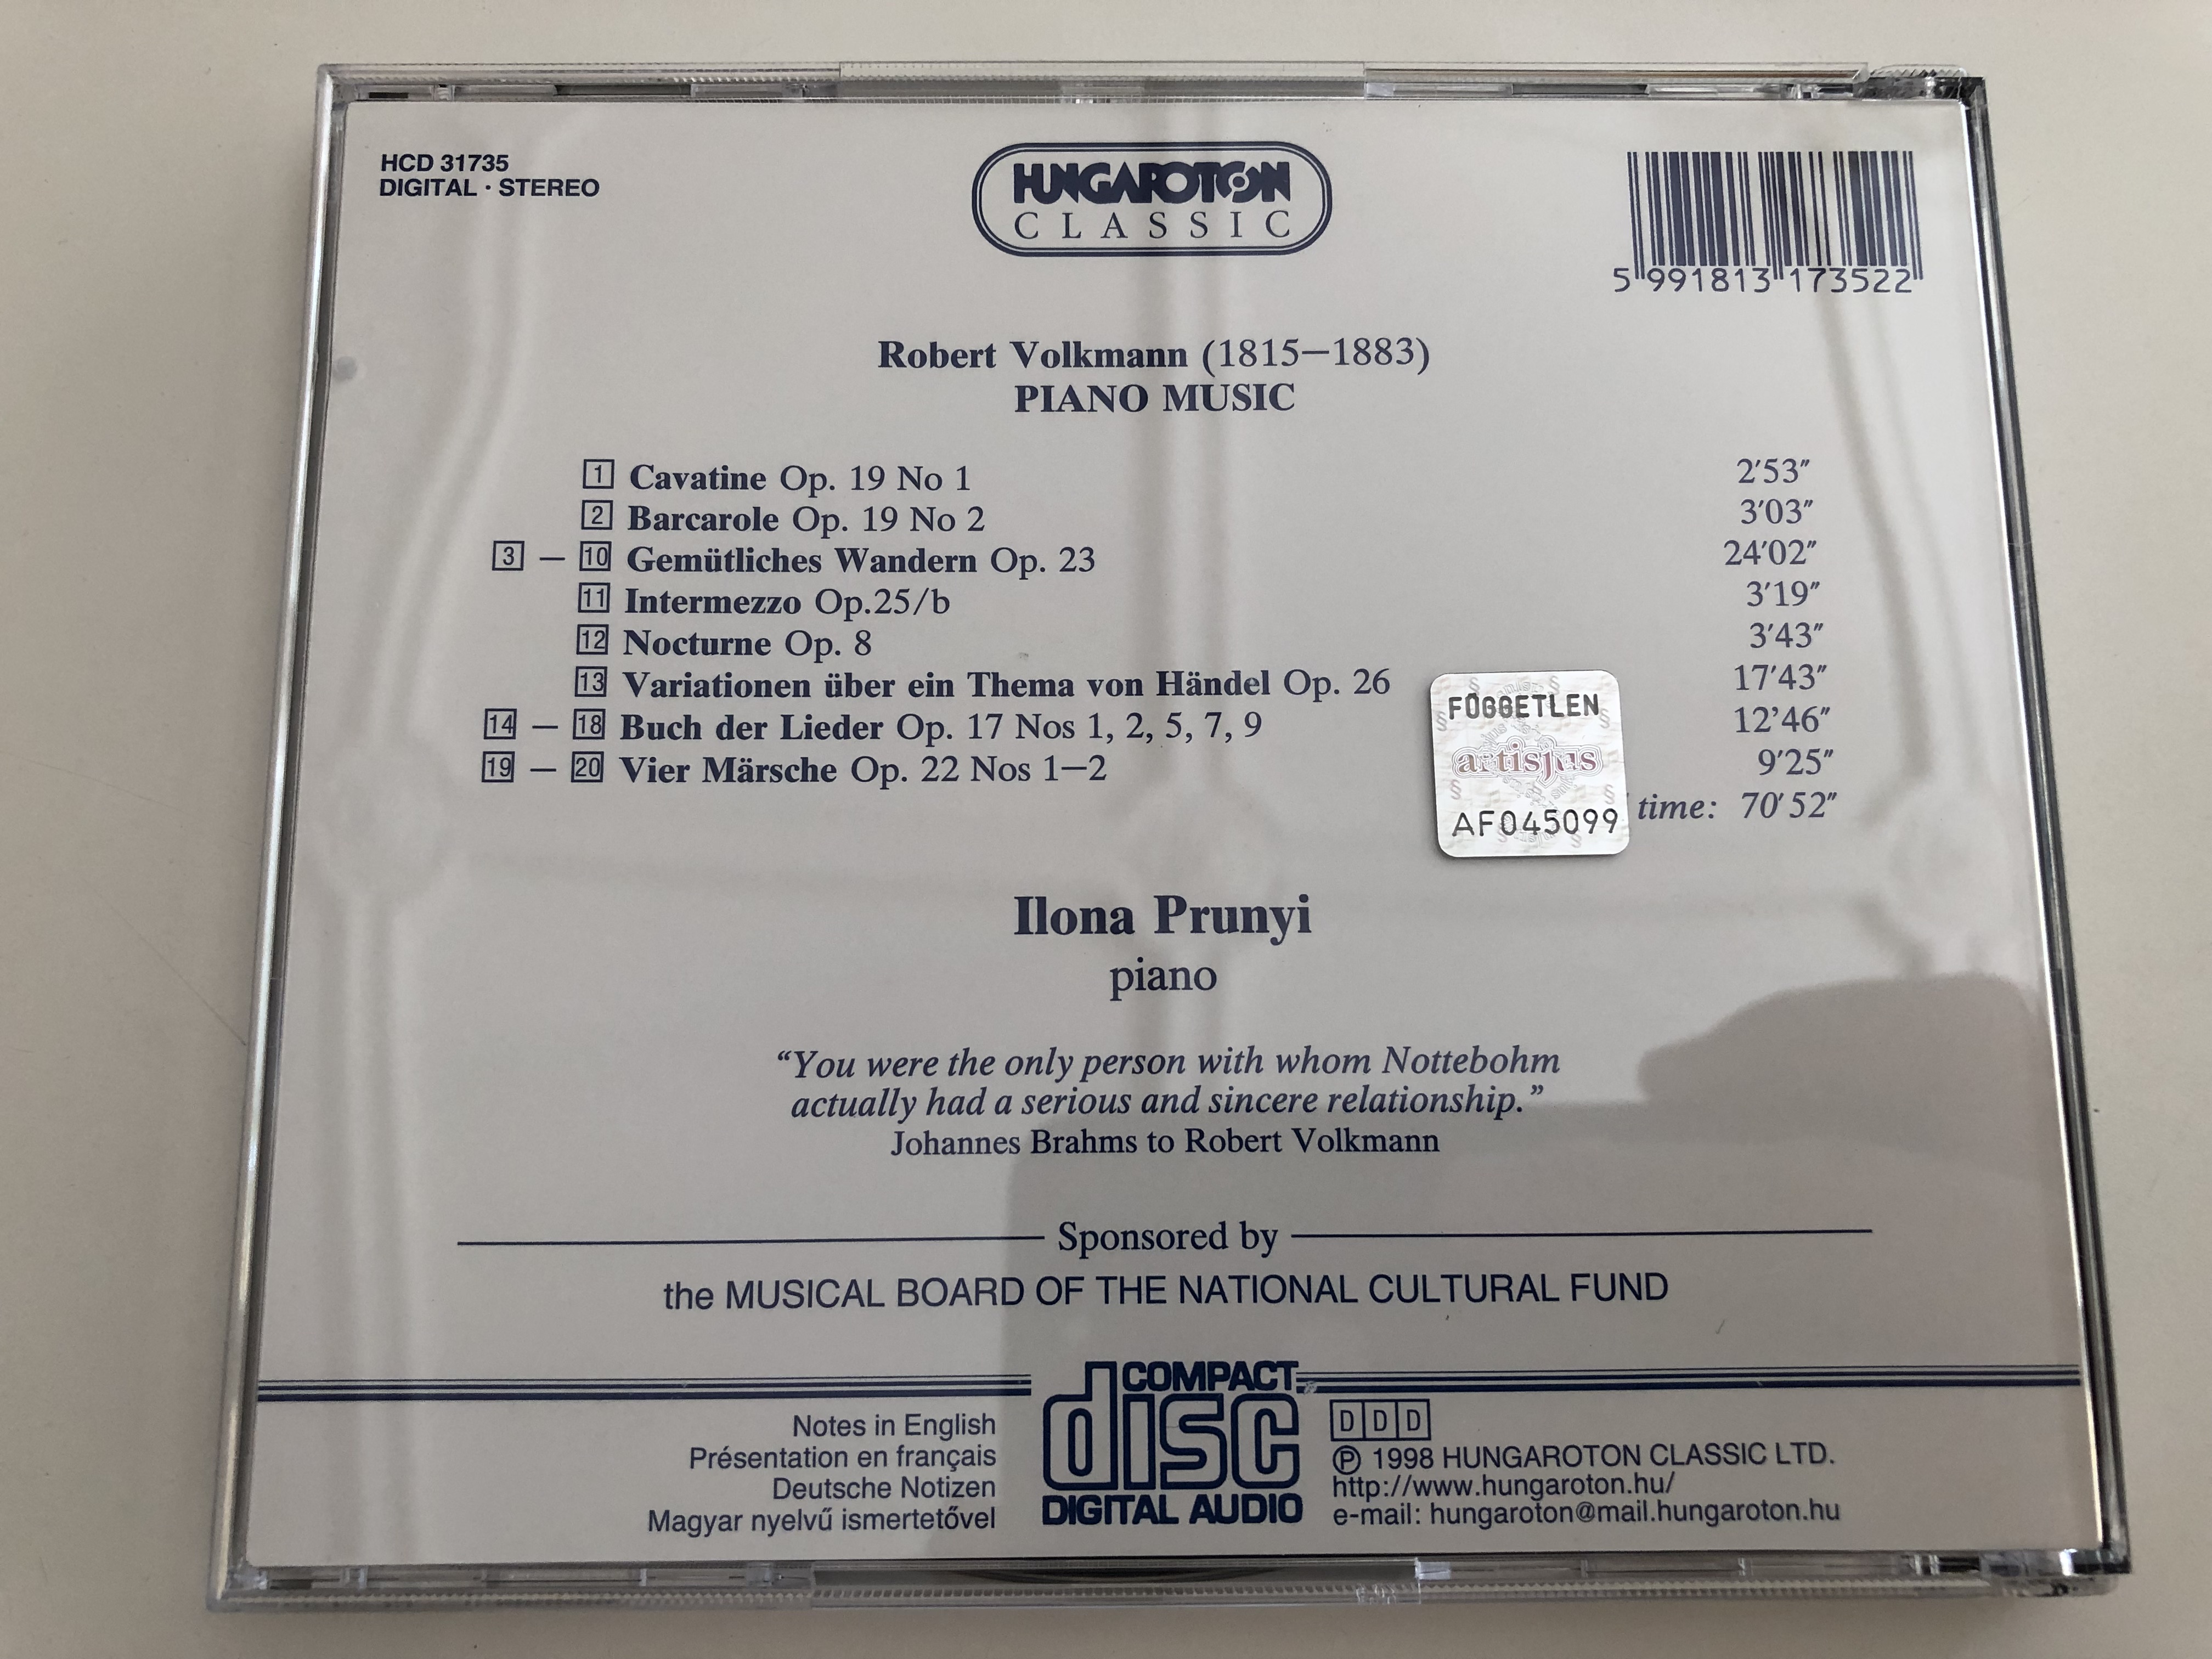 HCD 31735
DIGITAL · STEREO
HUNGAROTON
CLASSIC
5 991813 173522
Robert Volkmann (1815–1883)
PIANO MUSIC
1 Cavatine Op. 19 No 1 2′53″
2 Barcarole Op. 19 No 2 3′03″
3 – 10 Gemütliches Wandern Op. 23 24′02″
11 Intermezzo Op.25/b 3′19″
12 Nocturne Op. 8 3′43″
13 Variationen über ein Thema von Händel Op. 26 17′43″
14 – 18 Buch der Lieder Op. 17 Nos 1, 2, 5, 7, 9 12’46″
19 – 20 Vier Märsche Op. 22 Nos 1–2 9′25″
time: 70′52″
FÜGGETLEN
artisjus
AF045099
Ilona Prunyi
piano
“You were the only person with whom Nottebohm
actually had a serious and sincere relationship.”
Johannes Brahms to Robert Volkmann
Sponsored by
the MUSICAL BOARD OF THE NATIONAL CULTURAL FUND
Notes in English
Présentation en français
Deutsche Notizen
Magyar nyelvű ismertetővel
COMPACT
disc
DIGITAL AUDIO
DDD
Ⓟ 1998 HUNGAROTON CLASSIC LTD.
http://www.hungaroton.hu/
e-mail: hungaroton@mail.hungaroton.hu